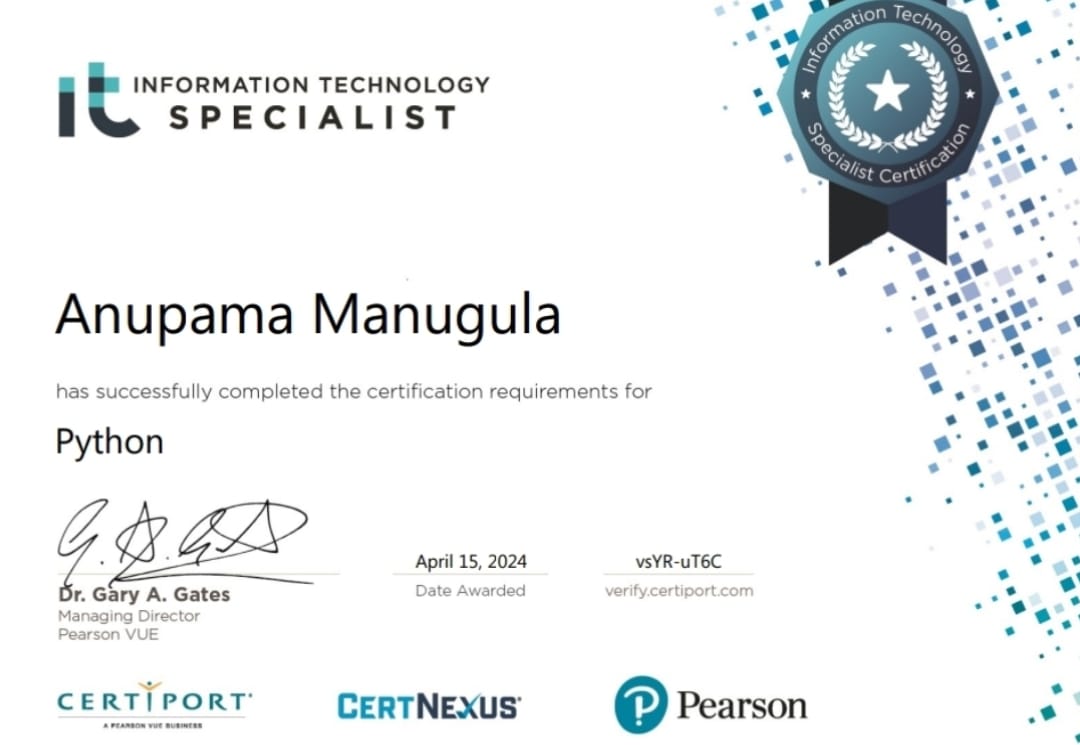 it INFORMATION TECHNOLOGY
SPECIALIST
Information Technology
Specialist Certification
Anupama Manugula
has successfully completed the certification requirements for
Python
Dr. Gary A. Gates
Managing Director
Pearson VUE
April 15, 2024
Date Awarded
vsYR-uT6C
verify.certiport.com
CERTIPORT
A PEARSON VUE BUSINESS
CERTNEXUS
P Pearson